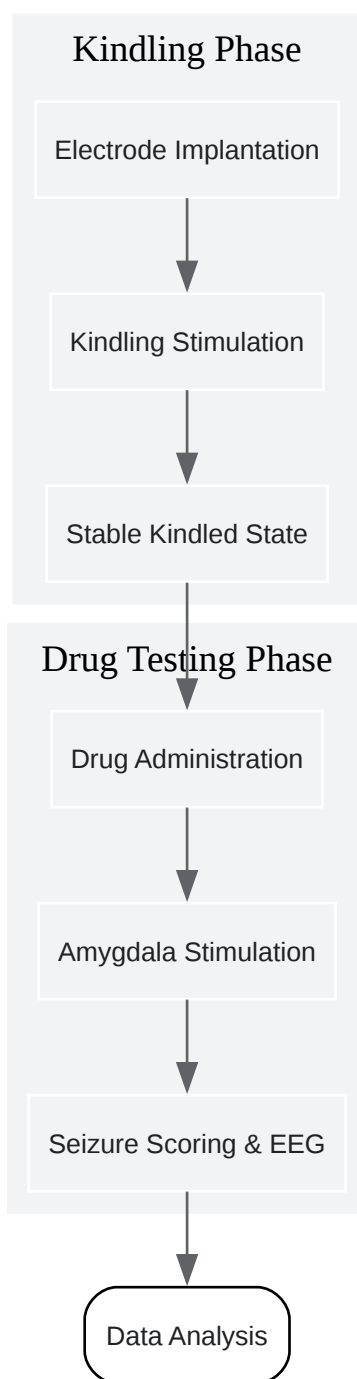 Kindling Phase
Electrode Implantation
Kindling Stimulation
Stable Kindled State
Drug Testing Phase
Drug Administration
Amygdala Stimulation
Seizure Scoring & EEG
Data Analysis